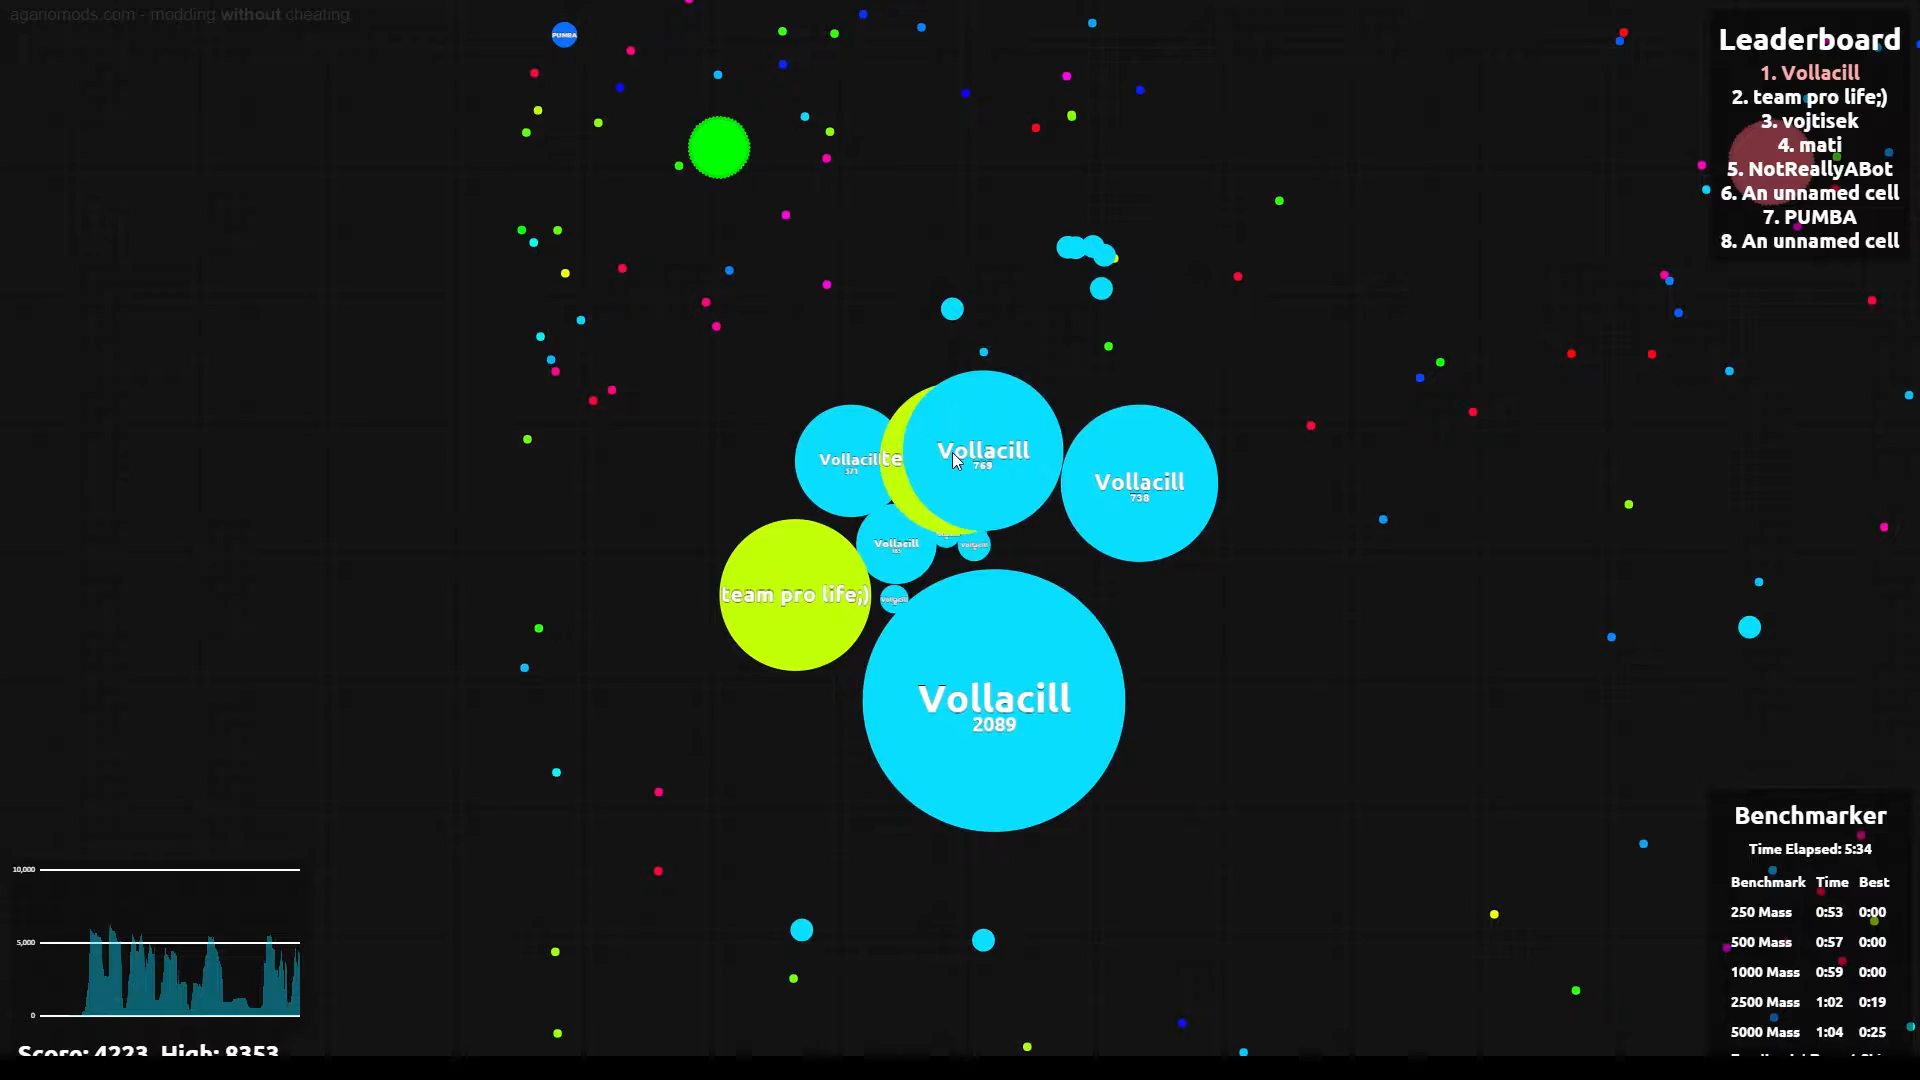 agariomods.com - modding without cheating
PUMBA
Leaderboard
1. Vollacill
2. team pro life;)
3. vojtisek
4. mati
5. NotReallyABot
6. An unnamed cell
7. PUMBA
8. An unnamed cell
Vollacill
te
Vollacill
769
Vollacill
738
Vollacill
team pro life;)
Vollacill
2089
Benchmarker
Time Elapsed: 5:34
Benchmark Time Best
250 Mass 0:53 0:00
500 Mass 0:57 0:00
1000 Mass 0:59 0:00
2500 Mass 1:02 0:19
5000 Mass 1:04 0:25
10,000
5,000
0
Score: 4223 High: 8353